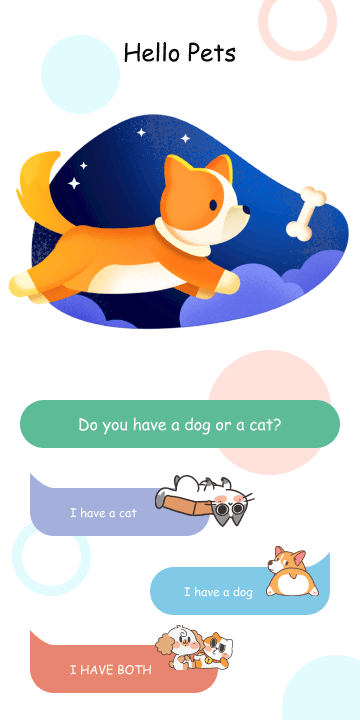 Hello Pets
Do you have a dog or a cat?
I have a cat
I have a dog
I HAVE BOTH